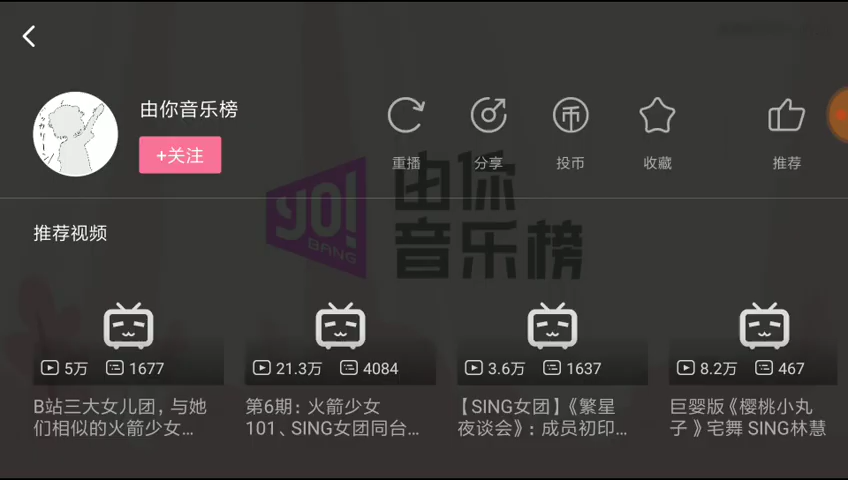 由你音乐榜
+关注
重播
分享
投币
收藏
推荐
yo!
BANG
由你
音乐榜
推荐视频
5万 1677
21.3万 4084
3.6万 1637
8.2万 467
B站三大女儿团，与她
们相似的火箭少女...
第6期：火箭少女
101、SING女团同台...
【SING女团】《繁星
夜谈会》：成员初印...
巨婴版《樱桃小丸
子 》宅舞 SING林慧